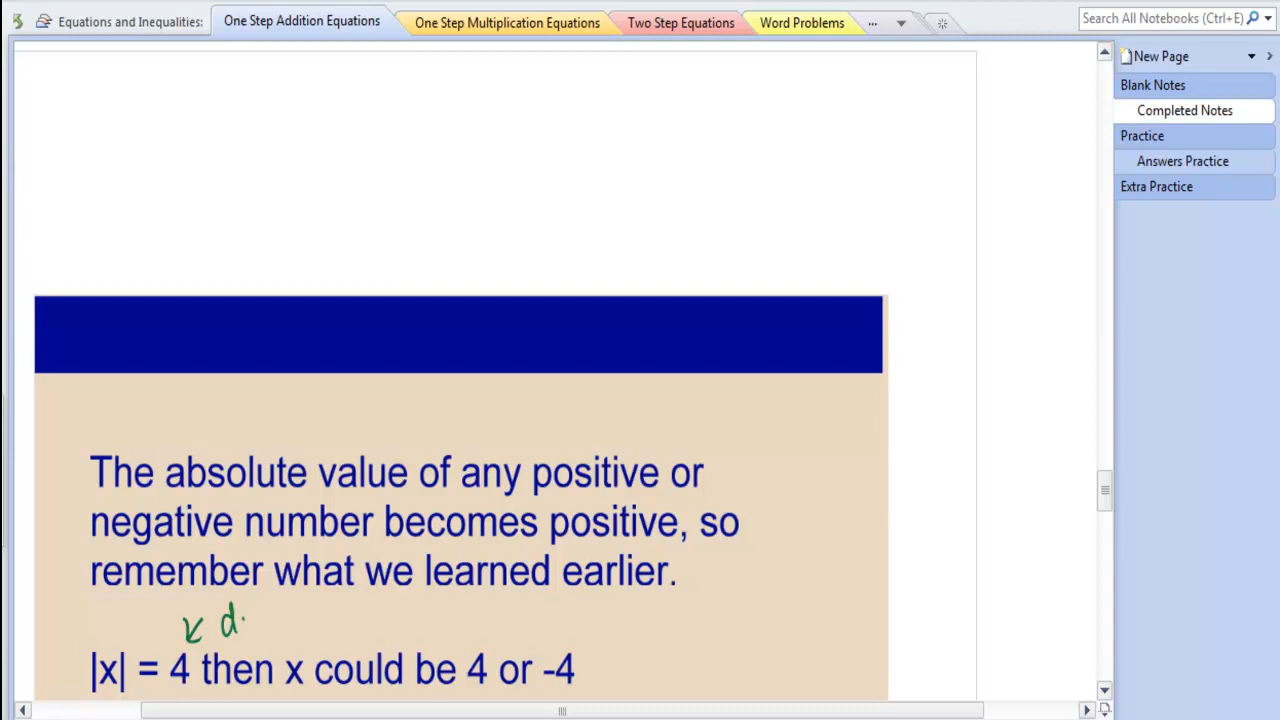 Equations and Inequalities:
One Step Addition Equations
One Step Multiplication Equations
Two Step Equations
Word Problems
...
Search All Notebooks (Ctrl+E)
New Page
Blank Notes
Completed Notes
Practice
Answers Practice
Extra Practice
The absolute value of any positive or
negative number becomes positive, so
remember what we learned earlier.
d
|x| = 4 then x could be 4 or -4